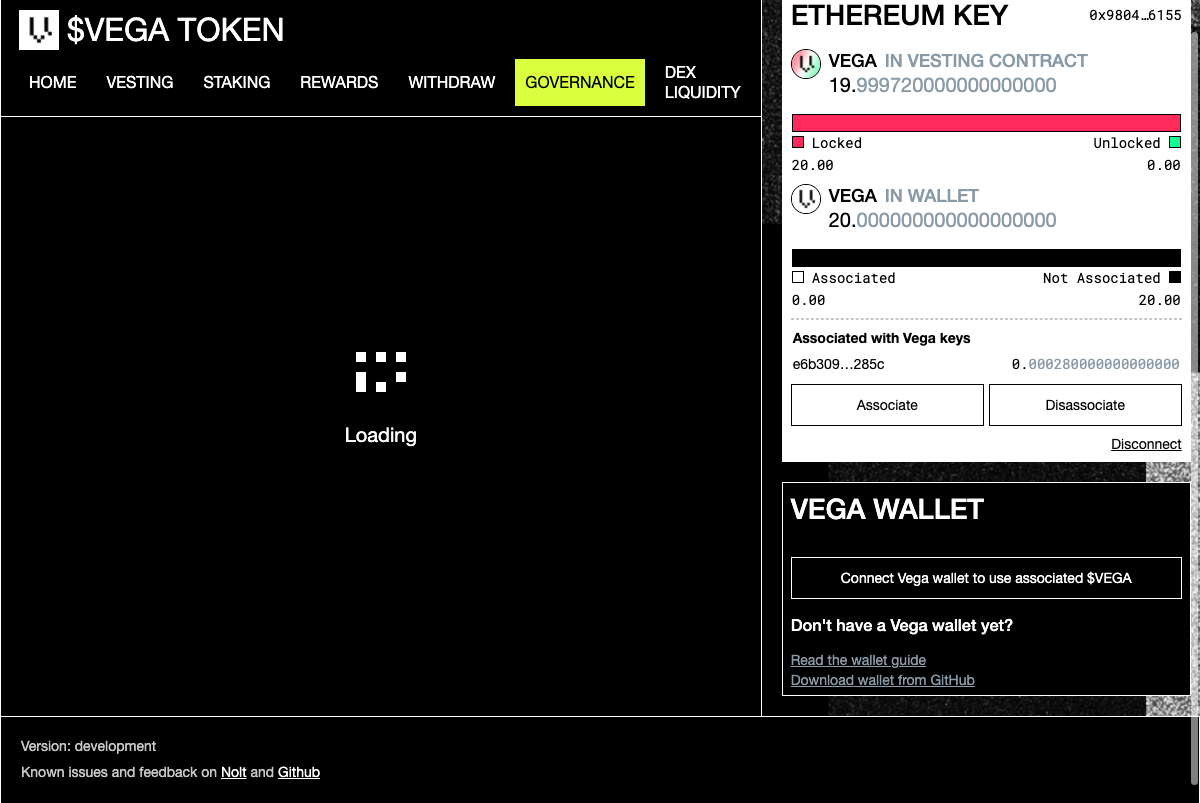 $VEGA TOKEN
HOME VESTING STAKING REWARDS WITHDRAW GOVERNANCE DEX LIQUIDITY
Loading
ETHEREUM KEY 0x9804…6155
VEGA IN VESTING CONTRACT
19.999720000000000000
Locked Unlocked
20.00 0.00
VEGA IN WALLET
20.000000000000000000
Associated Not Associated
0.00 20.00
Associated with Vega keys
e6b309…285c 0.000280000000000000
Associate Disassociate
Disconnect
VEGA WALLET
Connect Vega wallet to use associated $VEGA
Don't have a Vega wallet yet?
Read the wallet guide
Download wallet from GitHub
Version: development
Known issues and feedback on Nolt and Github